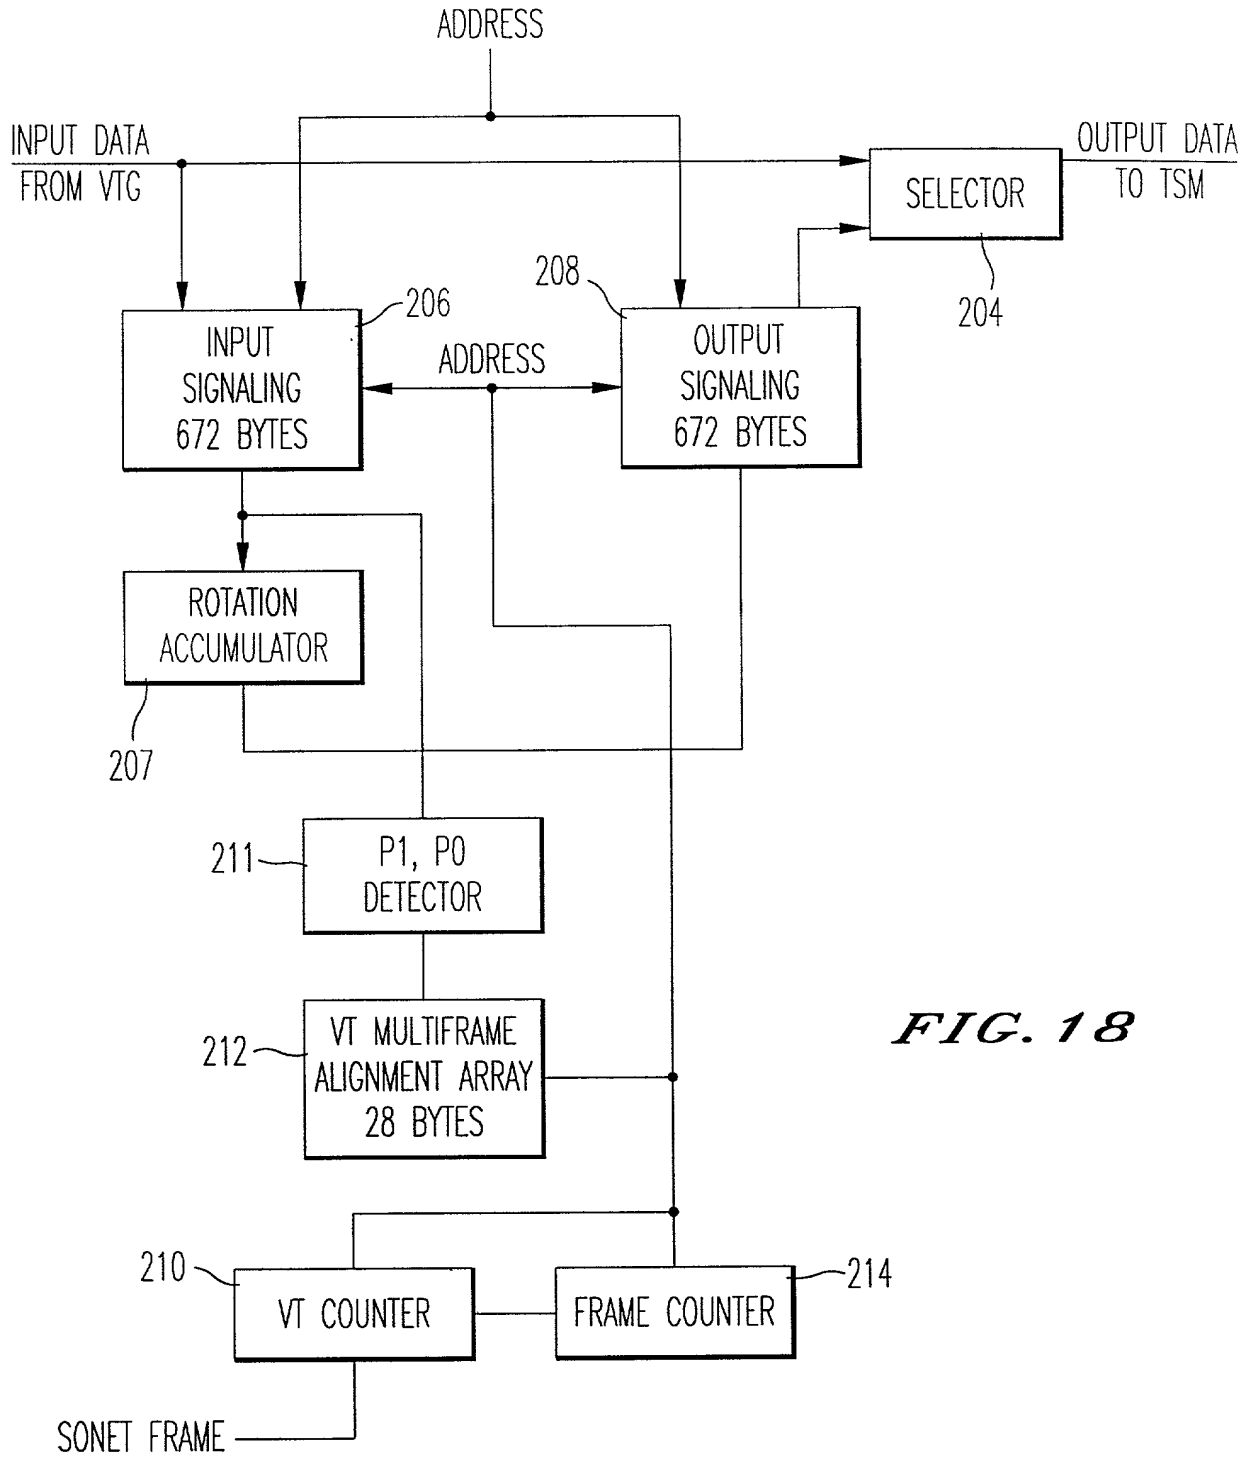 ADDRESS
INPUT DATA
FROM VTG
OUTPUT DATA
TO TSM
SELECTOR
204
206
208
INPUT
SIGNALING
672 BYTES
ADDRESS
OUTPUT
SIGNALING
672 BYTES
ROTATION
ACCUMULATOR
207
211
P1, P0
DETECTOR
212
VT MULTIFRAME
ALIGNMENT ARRAY
28 BYTES
FIG. 18
210
VT COUNTER
214
FRAME COUNTER
SONET FRAME